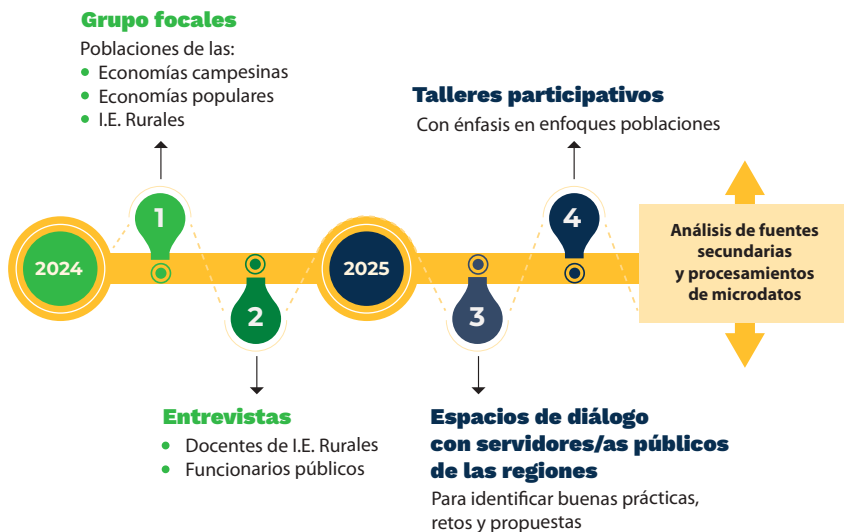 Grupo focales
Poblaciones de las:
• Economías campesinas
• Economías populares
• I.E. Rurales
Talleres participativos
Con énfasis en enfoques poblaciones
1
4
2024
2025
2
3
Análisis de fuentes
secundarias
y procesamientos
de microdatos
Entrevistas
• Docentes de I.E. Rurales
• Funcionarios públicos
Espacios de diálogo
con servidores/as públicos
de las regiones
Para identificar buenas prácticas,
retos y propuestas